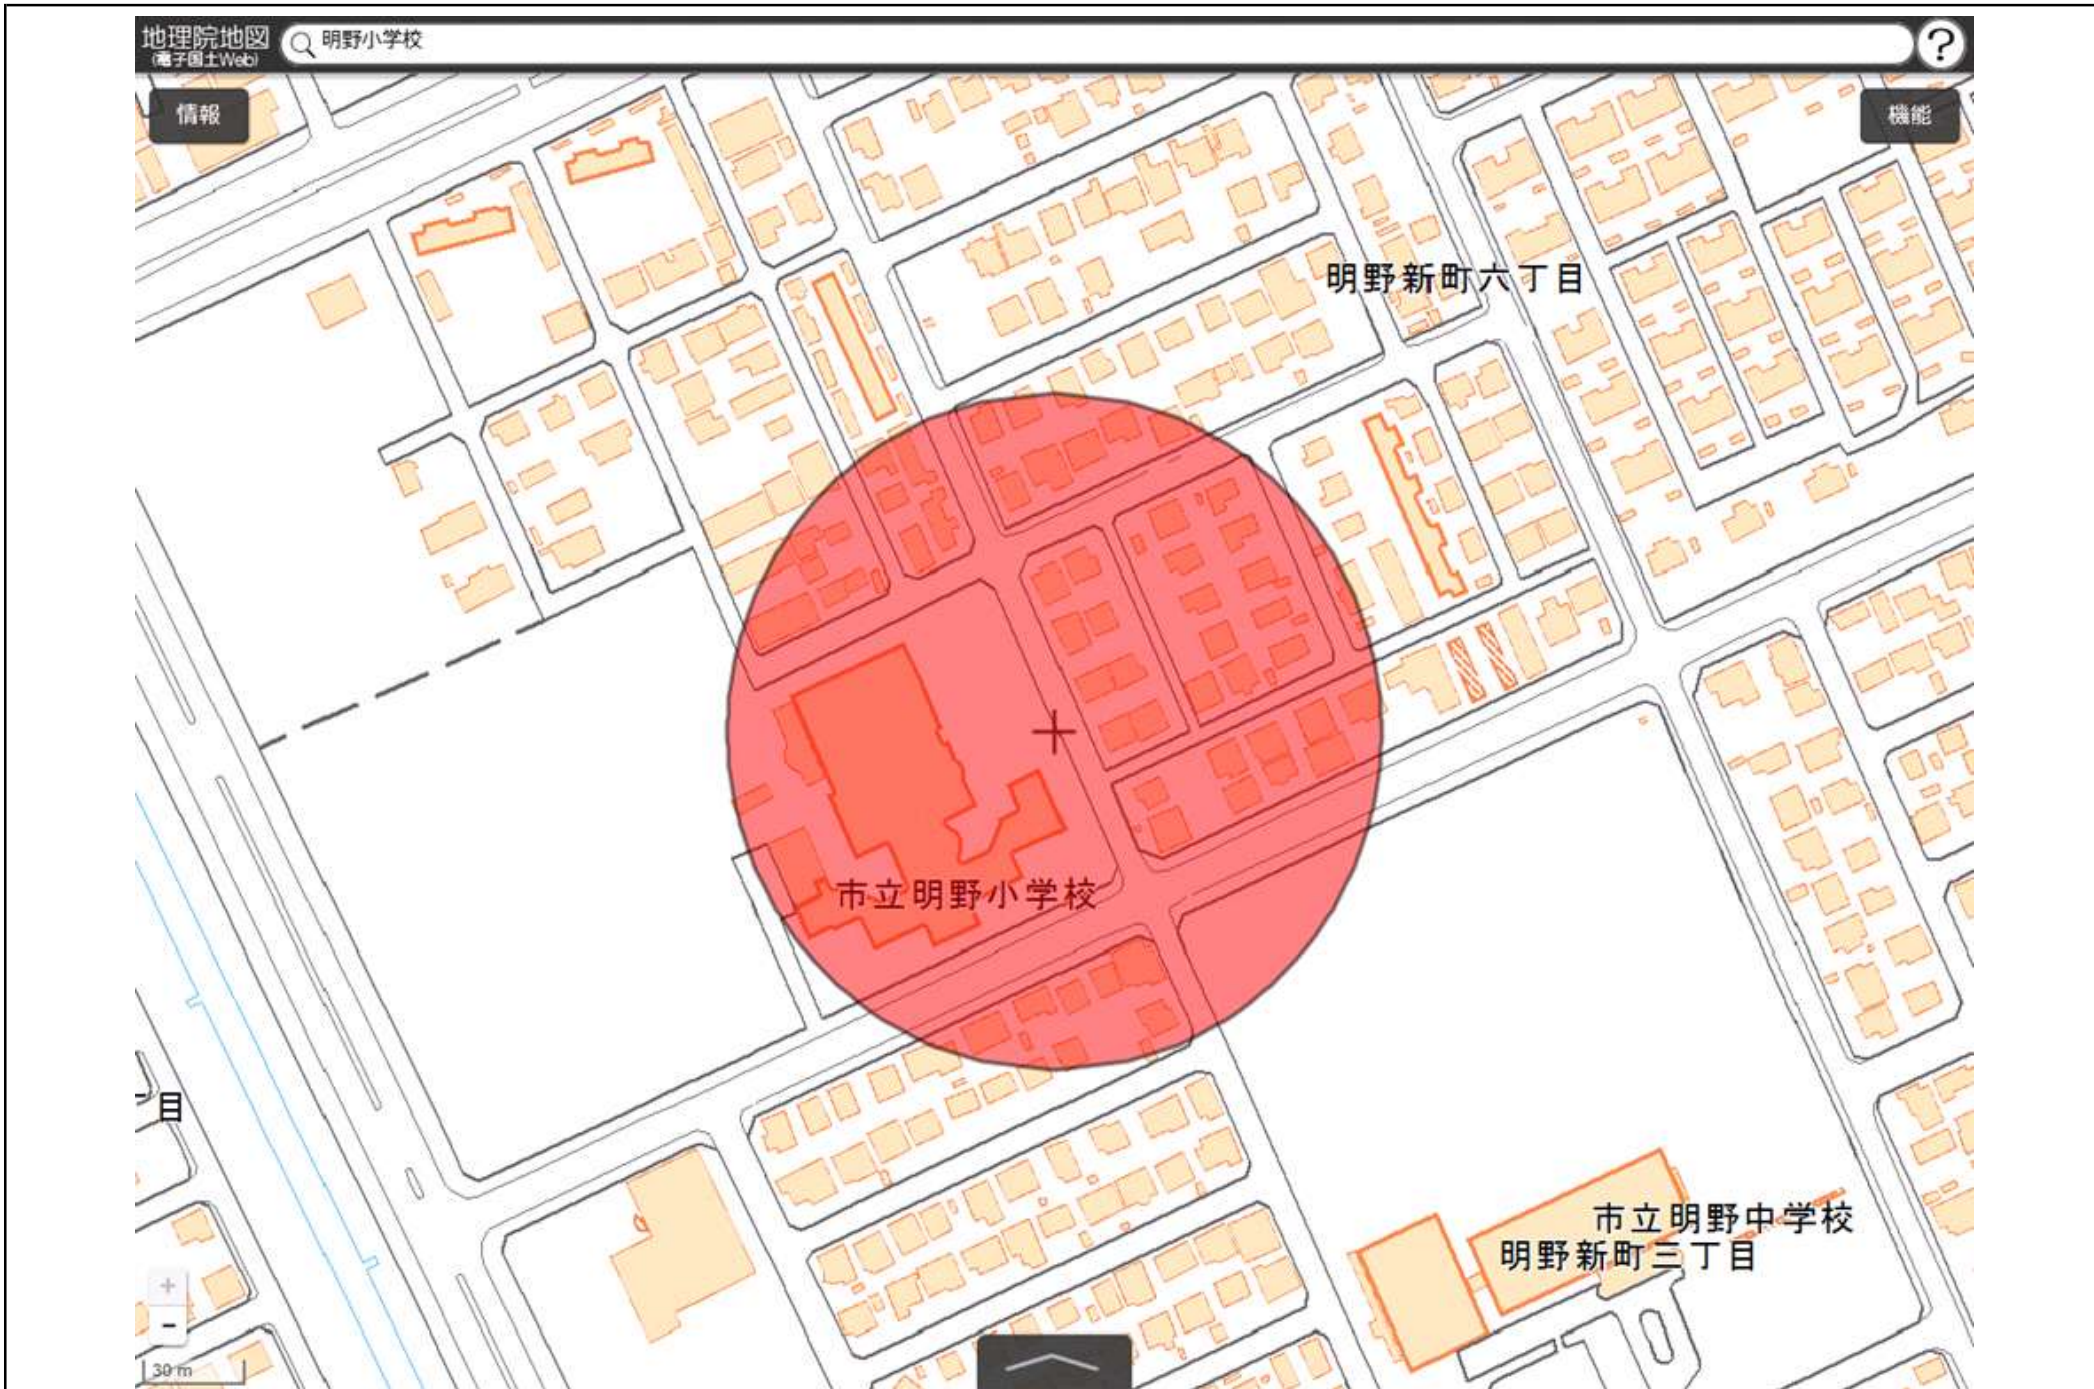 地理院地図
(電子国土Web)
明野小学校
?
情報
機能
明野新町六丁目
市立明野小学校
目
市立明野中学校
明野新町三丁目
+
-
30 m